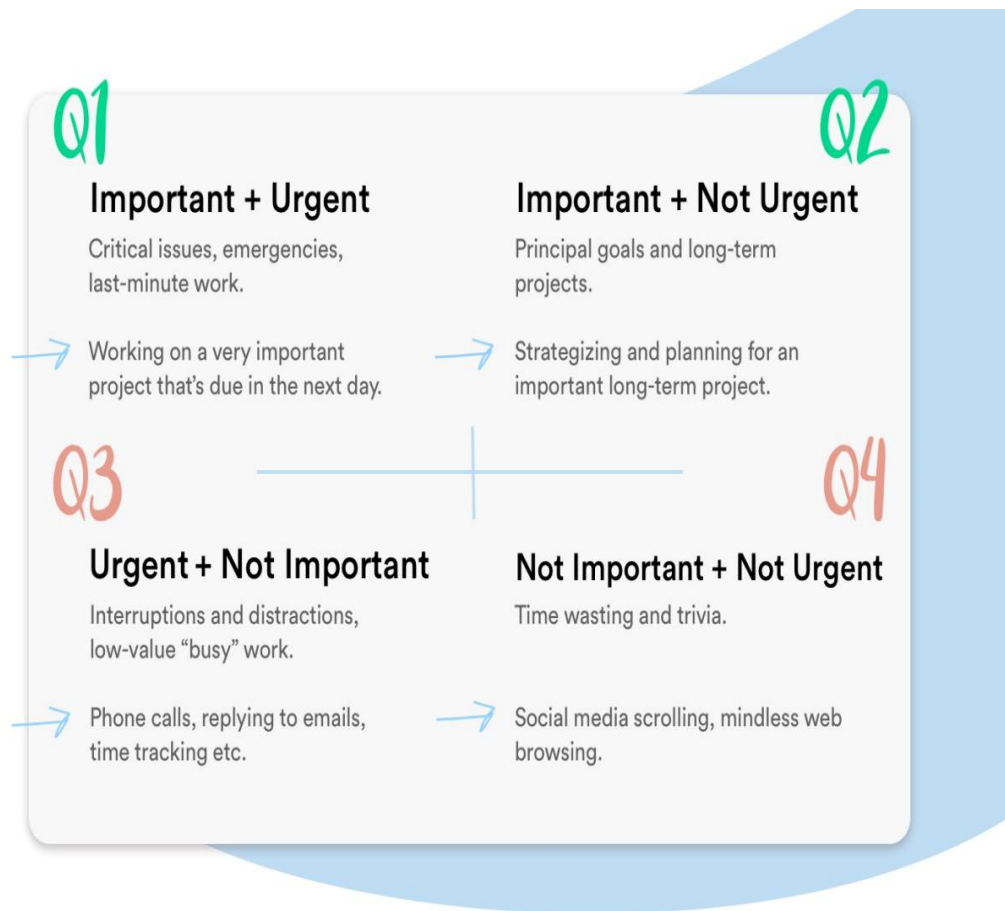 Q1
Important + Urgent
Critical issues, emergencies,
last-minute work.
Working on a very important
project that's due in the next day.
Q2
Important + Not Urgent
Principal goals and long-term
projects.
Strategizing and planning for an
important long-term project.
Q3
Urgent + Not Important
Interruptions and distractions,
low-value “busy” work.
Phone calls, replying to emails,
time tracking etc.
Q4
Not Important + Not Urgent
Time wasting and trivia.
Social media scrolling, mindless web
browsing.